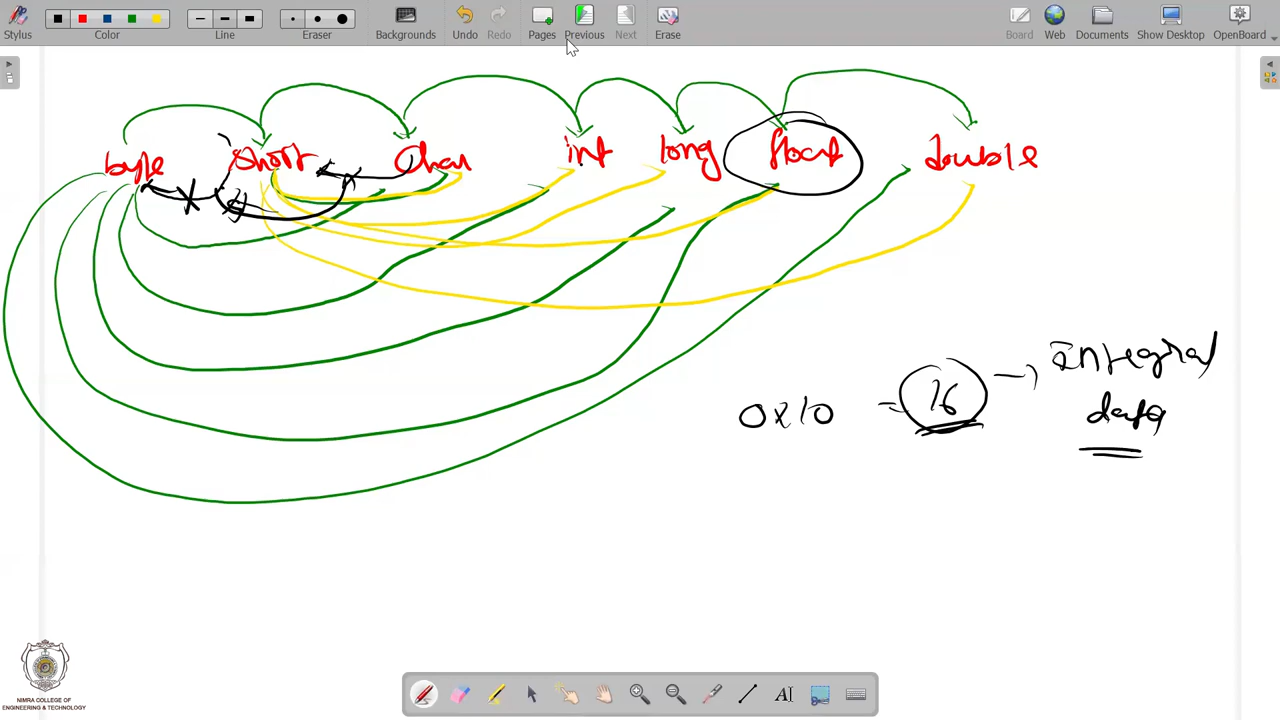 Stylus Color Line Eraser Backgrounds Undo Redo Pages Previous Next Erase Board Web Documents Show Desktop OpenBoard
byte short char int long float double
0x10 = 16 → Integral
data
AI
NIMRA COLLEGE OF
ENGINEERING & TECHNOLOGY